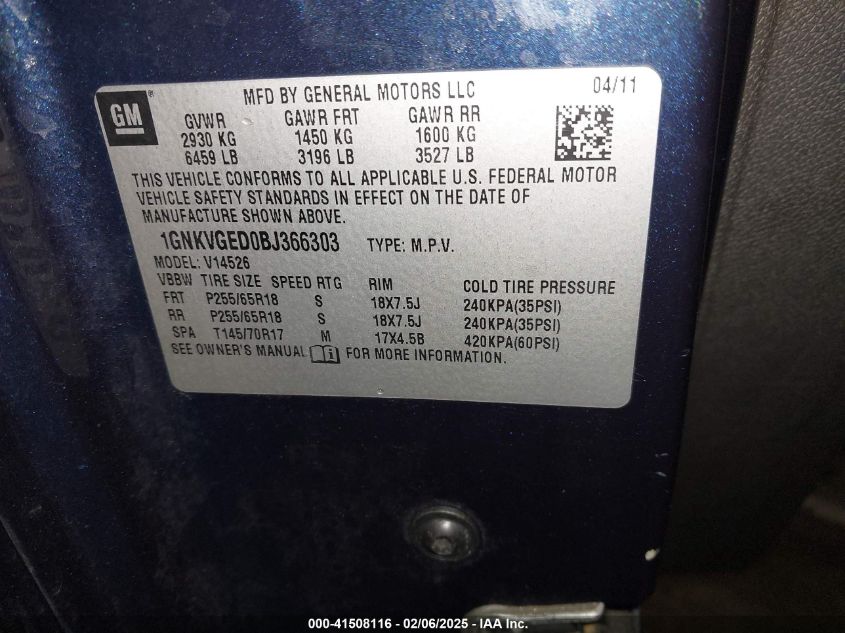 GM
MFD BY GENERAL MOTORS LLC 04/11
GVWR GAWR FRT GAWR RR
2930 KG 1450 KG 1600 KG
6459 LB 3196 LB 3527 LB
THIS VEHICLE CONFORMS TO ALL APPLICABLE U.S. FEDERAL MOTOR
VEHICLE SAFETY STANDARDS IN EFFECT ON THE DATE OF
MANUFACTURE SHOWN ABOVE.
1GNKVGED0BJ366303 TYPE: M.P.V.
MODEL: V14526
VBBW TIRE SIZE SPEED RTG RIM COLD TIRE PRESSURE
FRT P255/65R18 S 18X7.5J 240KPA(35PSI)
RR P255/65R18 S 18X7.5J 240KPA(35PSI)
SPA T145/70R17 M 17X4.5B 420KPA(60PSI)
SEE OWNER'S MANUAL FOR MORE INFORMATION.
000-41508116 - 02/06/2025 - IAA Inc.